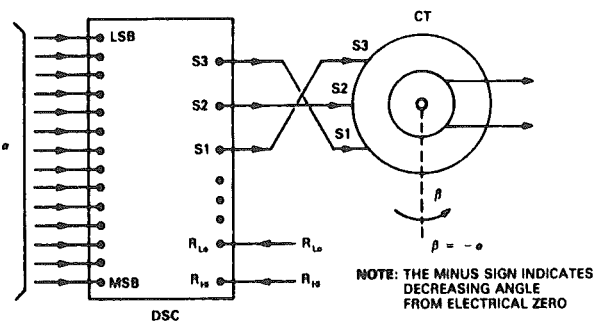 CT
LSB
S3
S3
α
S2
S2
S1
S1
β
R_Lo
R_Lo
β = -α
MSB
R_Hi
R_Hi
NOTE: THE MINUS SIGN INDICATES
DECREASING ANGLE
FROM ELECTRICAL ZERO
DSC